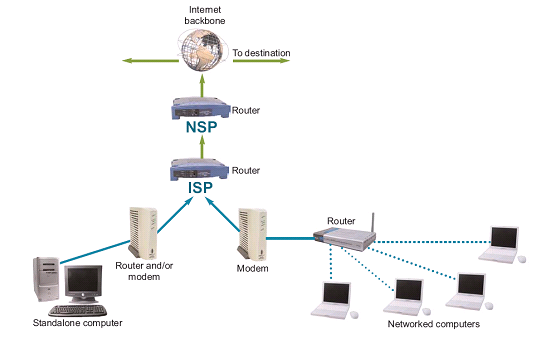 Internet
backbone
To destination
Router
NSP
Router
ISP
Router
Router and/or
modem
Modem
Standalone computer
Networked computers